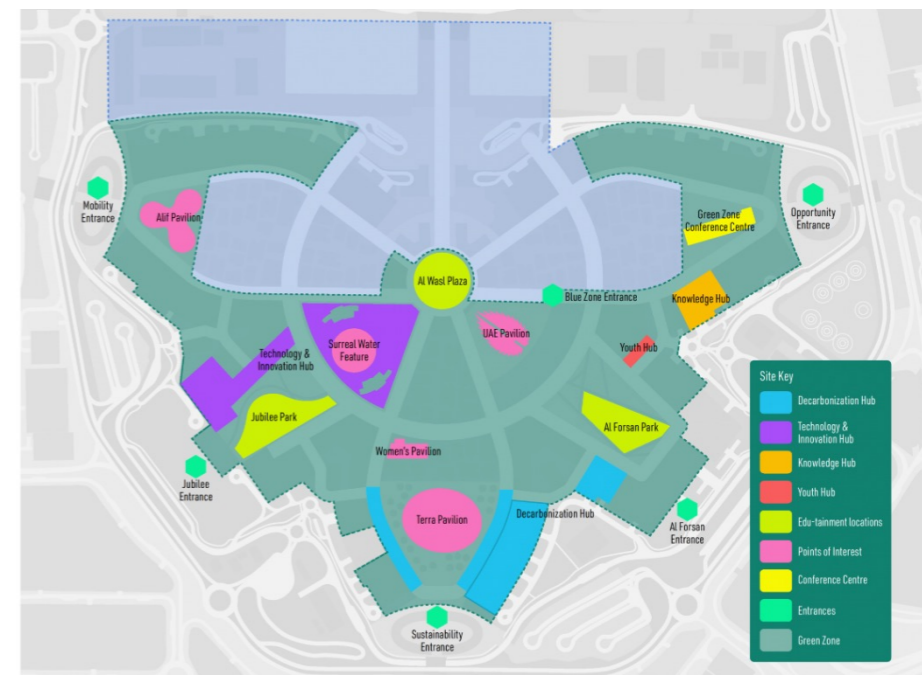 Mobility
Entrance
Alif Pavilion
Green Zone
Conference Centre
Opportunity
Entrance
Al Wasl Plaza
Blue Zone Entrance
Knowledge Hub
UAE Pavilion
Surreal Water
Feature
Youth Hub
Technology &
Innovation Hub
Jubilee Park
Al Forsan Park
Women's Pavilion
Jubilee
Entrance
Terra Pavilion
Decarbonization Hub
Al Forsan
Entrance
Sustainability
Entrance
Site Key
Decarbonization Hub
Technology &
Innovation Hub
Knowledge Hub
Youth Hub
Edu-tainment locations
Points of Interest
Conference Centre
Entrances
Green Zone